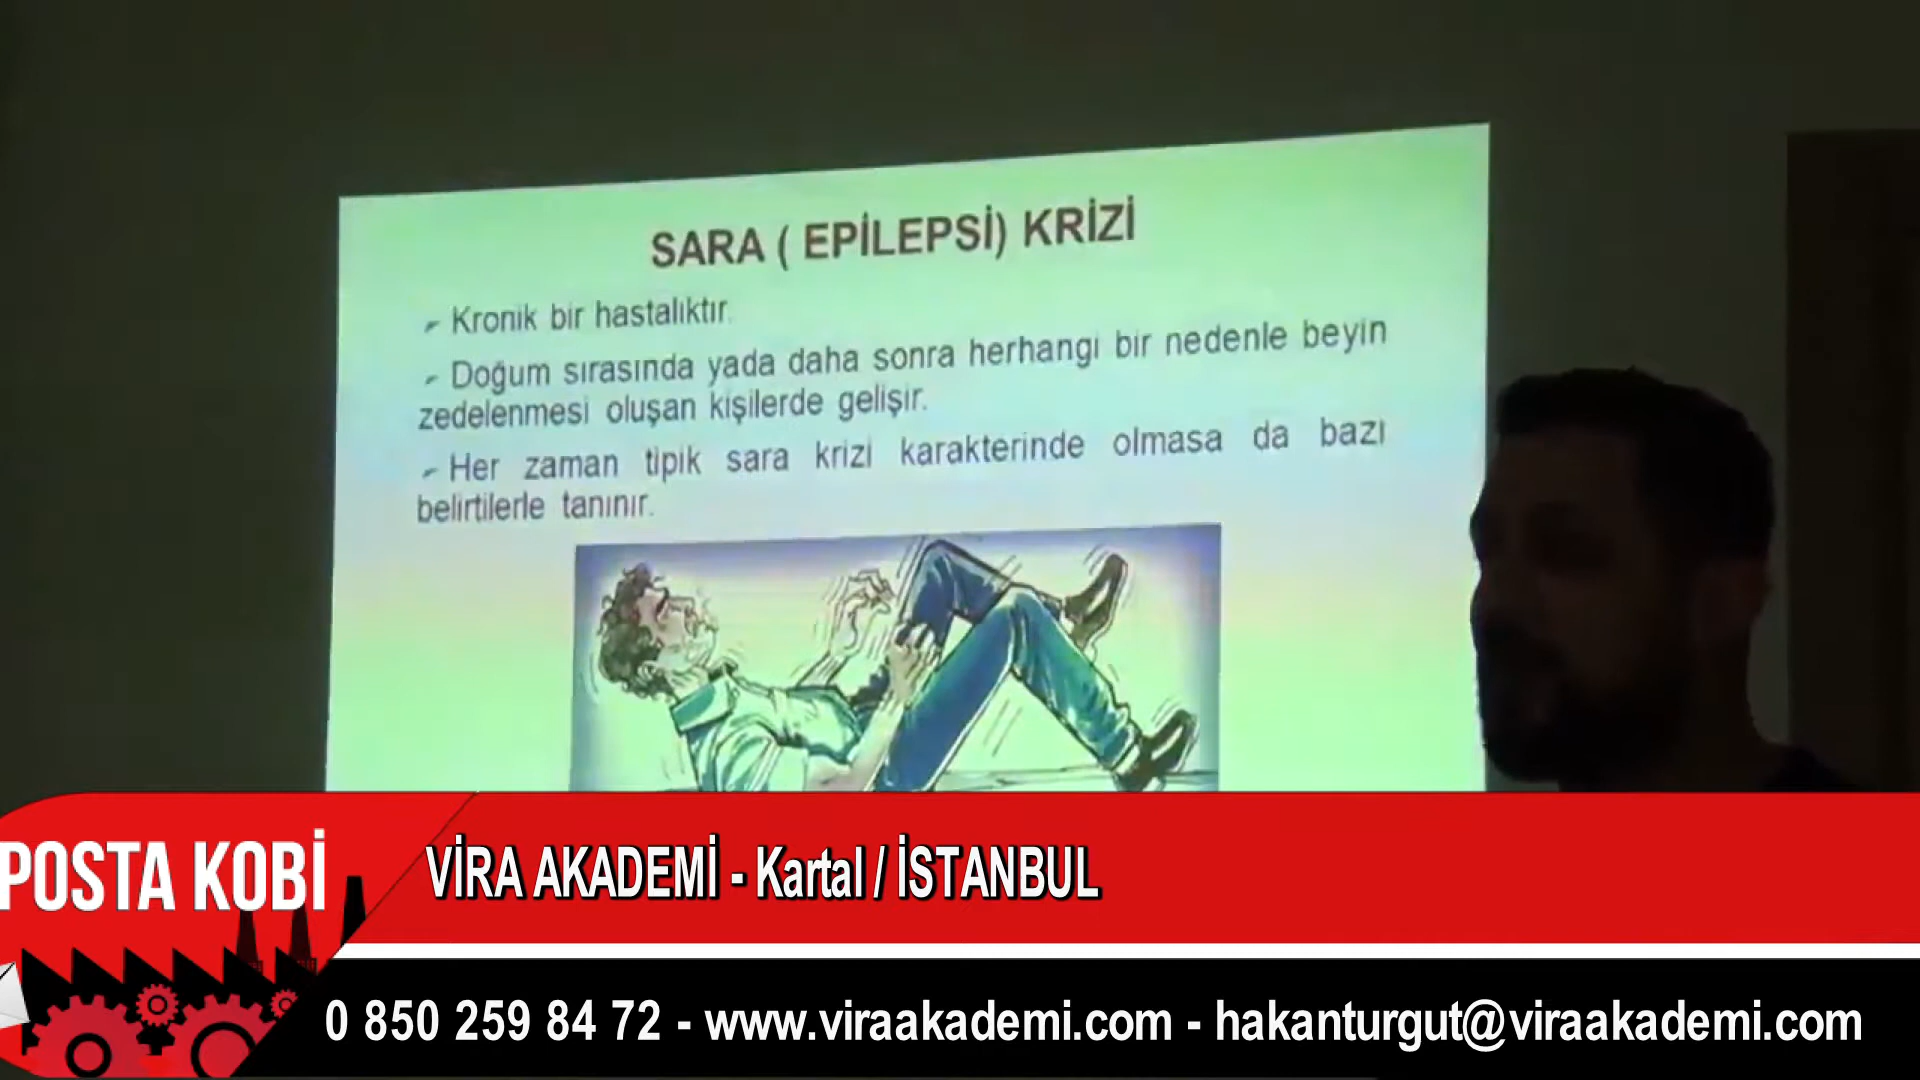 SARA ( EPİLEPSİ) KRİZİ
Kronik bir hastalıktır.
Doğum sırasında yada daha sonra herhangi bir nedenle beyin
zedelenmesi oluşan kişilerde gelişir.
Her zaman tipik sara krizi karakterinde olmasa da bazı
belirtilerle tanınır.
POSTA KOBİ
VİRA AKADEMİ - Kartal / İSTANBUL
0 850 259 84 72 - www.viraakademi.com - hakanturgut@viraakademi.com